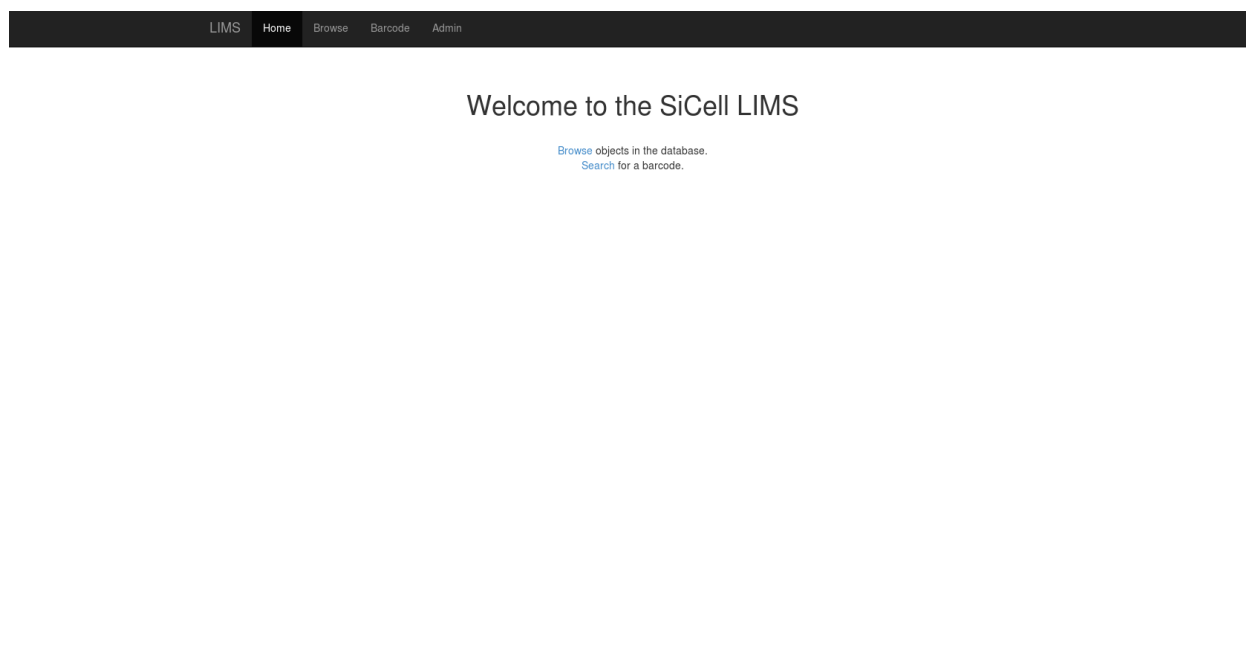 LIMS Home Browse Barcode Admin
Welcome to the SiCell LIMS
Browse objects in the database.
Search for a barcode.